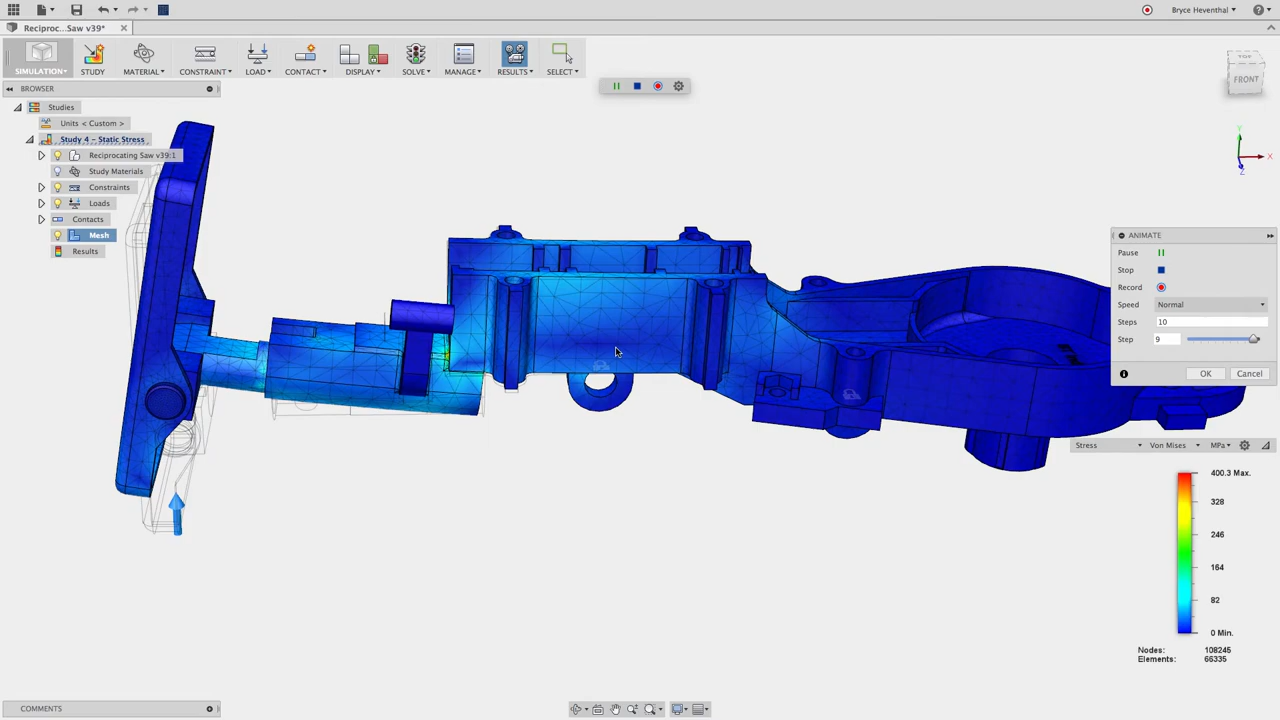 Bryce Heventhal
Reciproc...Saw v39*
SIMULATION
STUDY
MATERIAL
CONSTRAINT
LOAD
CONTACT
DISPLAY
SOLVE
MANAGE
RESULTS
SELECT
TOP
FRONT
BROWSER
Studies
Units < Custom >
Study 4 - Static Stress
Reciprocating Saw v39:1
Study Materials
Constraints
Loads
Contacts
Mesh
Results
Y
X
Z
ANIMATE
Pause
Stop
Record
Speed Normal
Steps 10
Step 9
OK Cancel
Stress Von Mises MPa
400.3 Max.
328
246
164
82
0 Min.
Nodes: 108245
Elements: 66335
COMMENTS